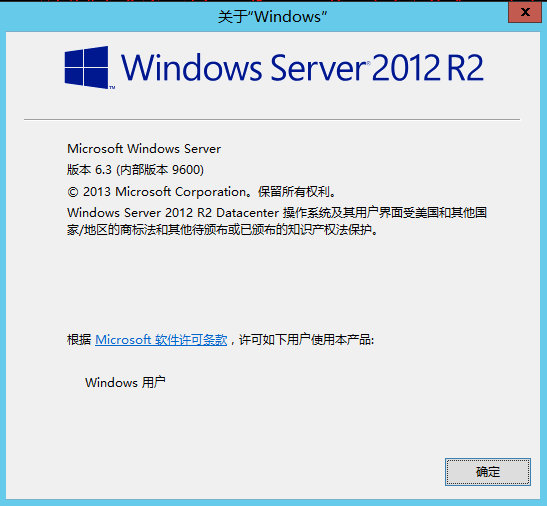 关于“Windows”
x
Windows Server® 2012 R2
Microsoft Windows Server
版本 6.3 (内部版本 9600)
© 2013 Microsoft Corporation。保留所有权利。
Windows Server 2012 R2 Datacenter 操作系统及其用户界面受美国和其他国
家/地区的商标法和其他待颁布或已颁布的知识产权法保护。
根据 Microsoft 软件许可条款，许可如下用户使用本产品:
Windows 用户
确定